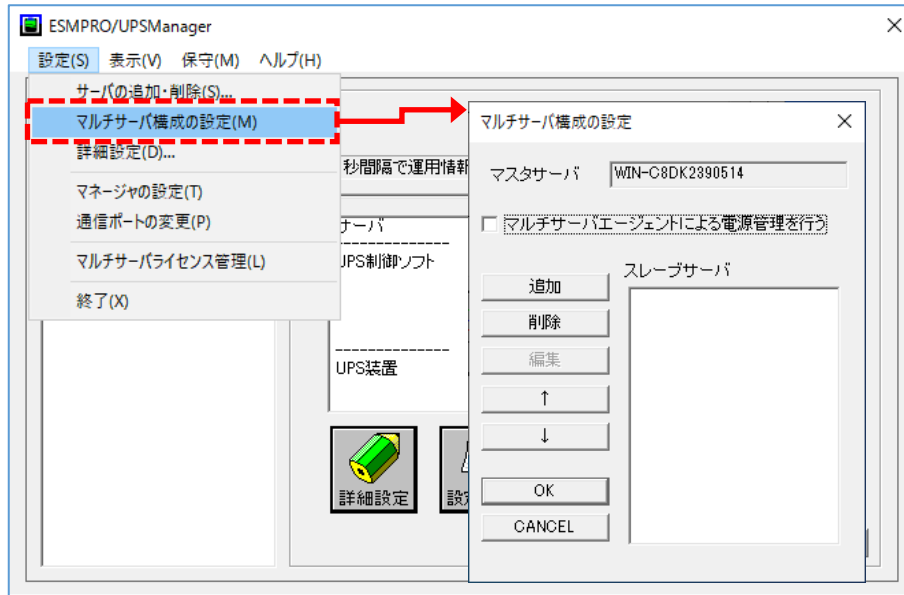 ESMPRO/UPSManager
設定(S) 表示(V) 保守(M) ヘルプ(H)
サーバの追加・削除(S)...
マルチサーバ構成の設定(M)
詳細設定(D)...
マネージャの設定(T)
通信ポートの変更(P)
マルチサーバライセンス管理(L)
終了(X)
秒間隔で運用情報
サーバ
-------------
UPS制御ソフト
-------------
UPS装置
詳細設定
マルチサーバ構成の設定
マスタサーバ WIN-C8DK2390514
マルチサーバエージェントによる電源管理を行う
スレーブサーバ
追加
削除
編集
↑
↓
OK
CANCEL